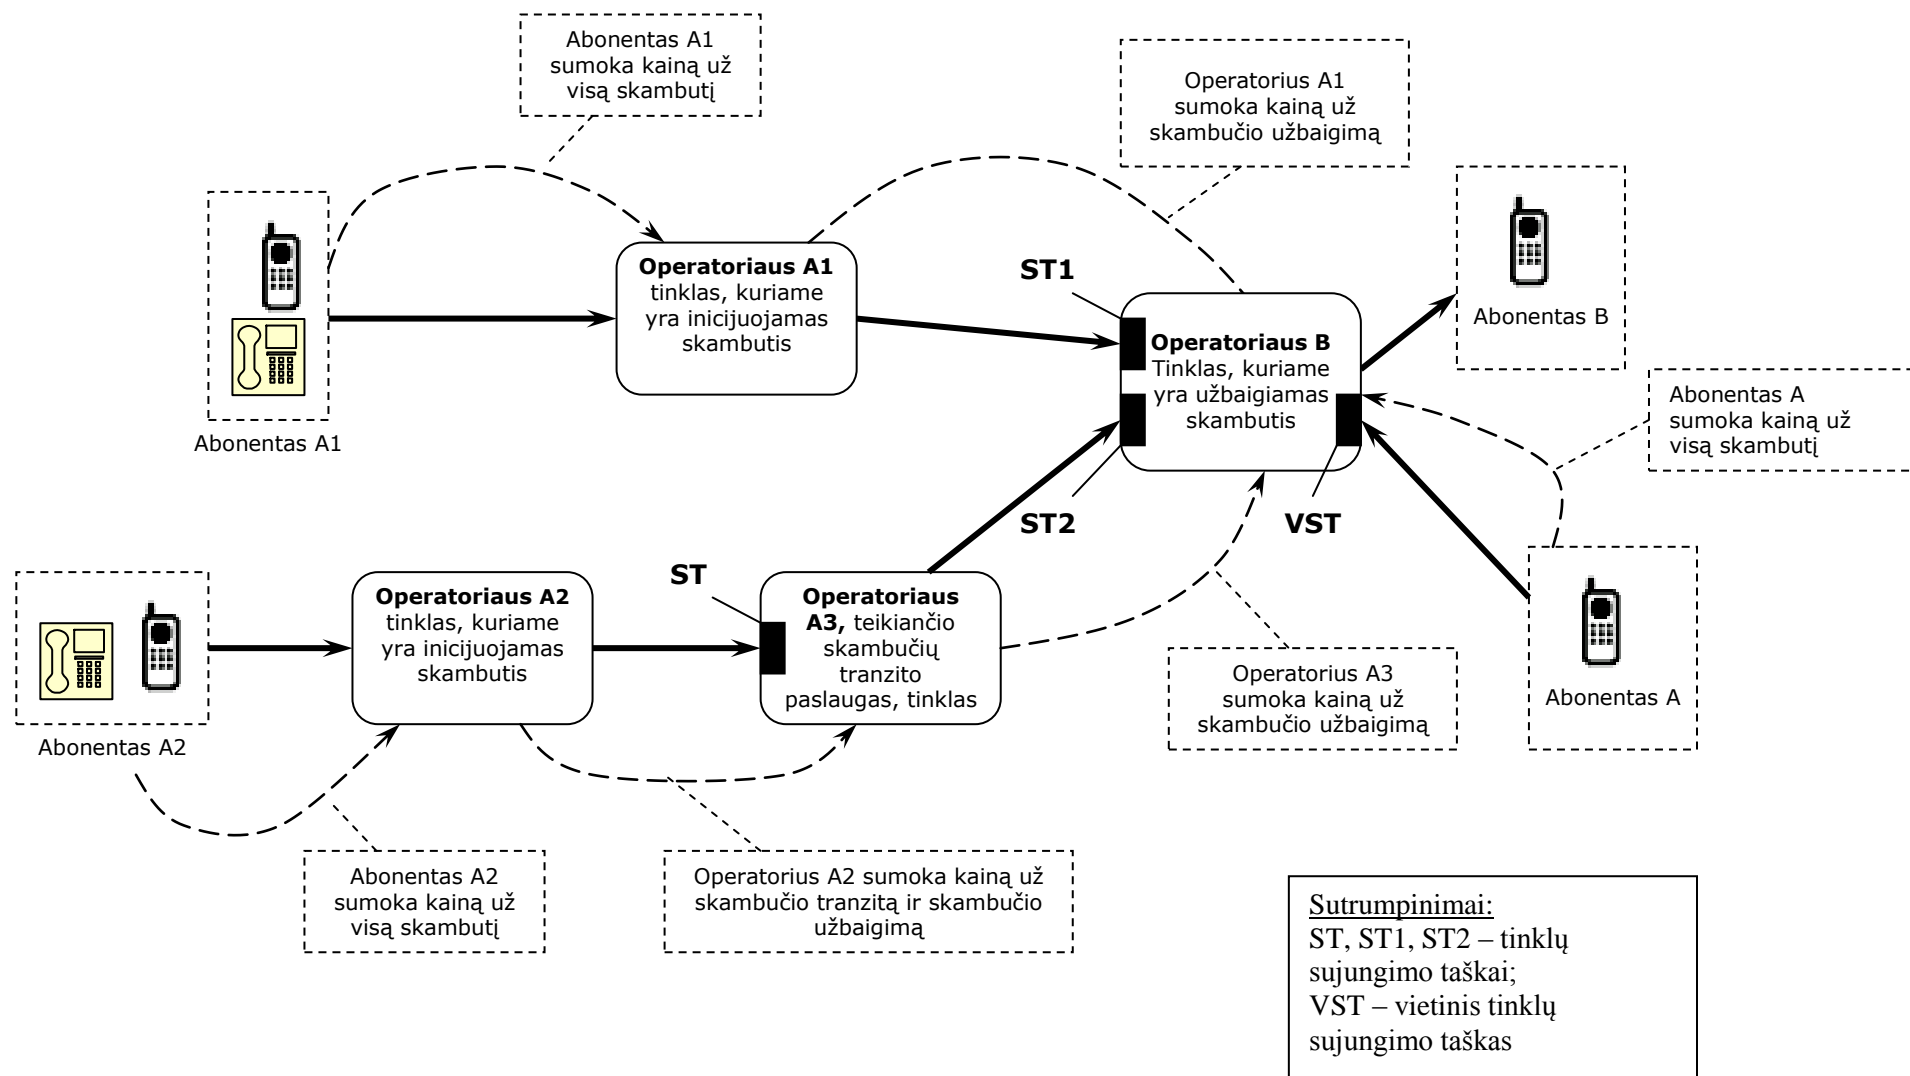 Abonentas A1
sumoka kainą už
visą skambutį
Operatorius A1
sumoka kainą už
skambučio užbaigimą
Abonentas A1
Operatoriaus A1
tinklas, kuriame
yra inicijuojamas
skambutis
ST1
Operatoriaus B
Tinklas, kuriame
yra užbaigiamas
skambutis
Abonentas B
Abonentas A
sumoka kainą už
visą skambutį
ST2
VST
Abonentas A2
Operatoriaus A2
tinklas, kuriame
yra inicijuojamas
skambutis
ST
Operatoriaus
A3, teikiančio
skambučių
tranzito
paslaugas, tinklas
Operatorius A3
sumoka kainą už
skambučio užbaigimą
Abonentas A
Abonentas A2
sumoka kainą už
visą skambutį
Operatorius A2 sumoka kainą už
skambučio tranzitą ir skambučio
užbaigimą
Sutrumpinimai:
ST, ST1, ST2 – tinklų
sujungimo taškai;
VST – vietinis tinklų
sujungimo taškas